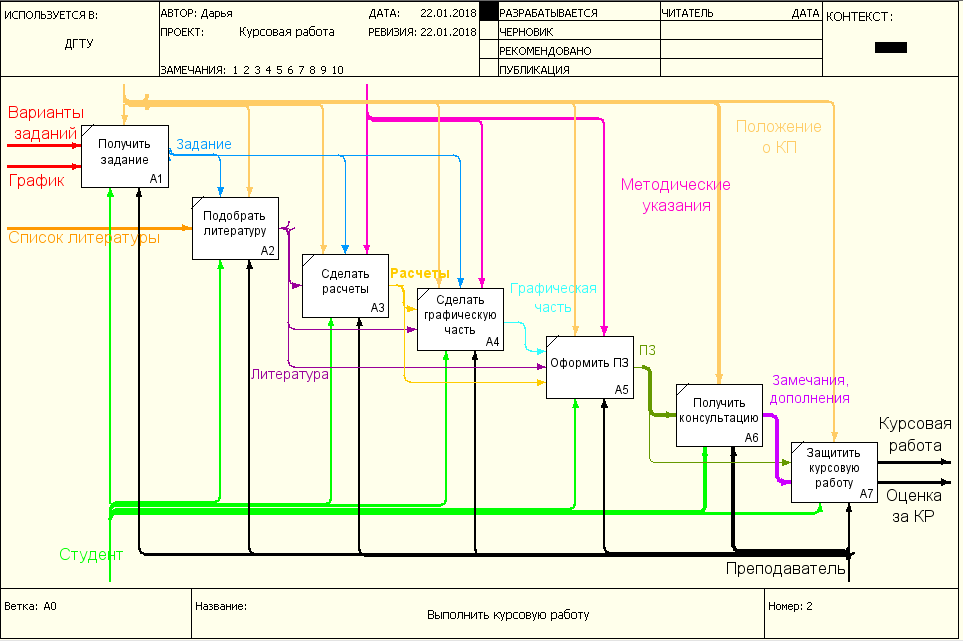 ИСПОЛЬЗУЕТСЯ В:
ДГТУ
АВТОР: Дарья
ДАТА: 22.01.2018
ПРОЕКТ: Курсовая работа
РЕВИЗИЯ: 22.01.2018
ЗАМЕЧАНИЯ: 1 2 3 4 5 6 7 8 9 10
РАЗРАБАТЫВАЕТСЯ
ЧЕРНОВИК
РЕКОМЕНДОВАНО
ПУБЛИКАЦИЯ
ЧИТАТЕЛЬ
ДАТА
КОНТЕКСТ:
Варианты
заданий
График
Получить
задание
A1
Задание
Положение
о КП
Методические
указания
Список литературы
Подобрать
литературу
A2
Сделать
расчеты
A3
Расчеты
Сделать
графическую
часть
A4
Графическая
часть
Литература
Оформить ПЗ
A5
ПЗ
Получить
консультацию
A6
Замечания,
дополнения
Защитить
курсовую
работу
A7
Курсовая
работа
Оценка
за КР
Студент
Преподаватель
Ветка: A0
Название:
Выполнить курсовую работу
Номер: 2